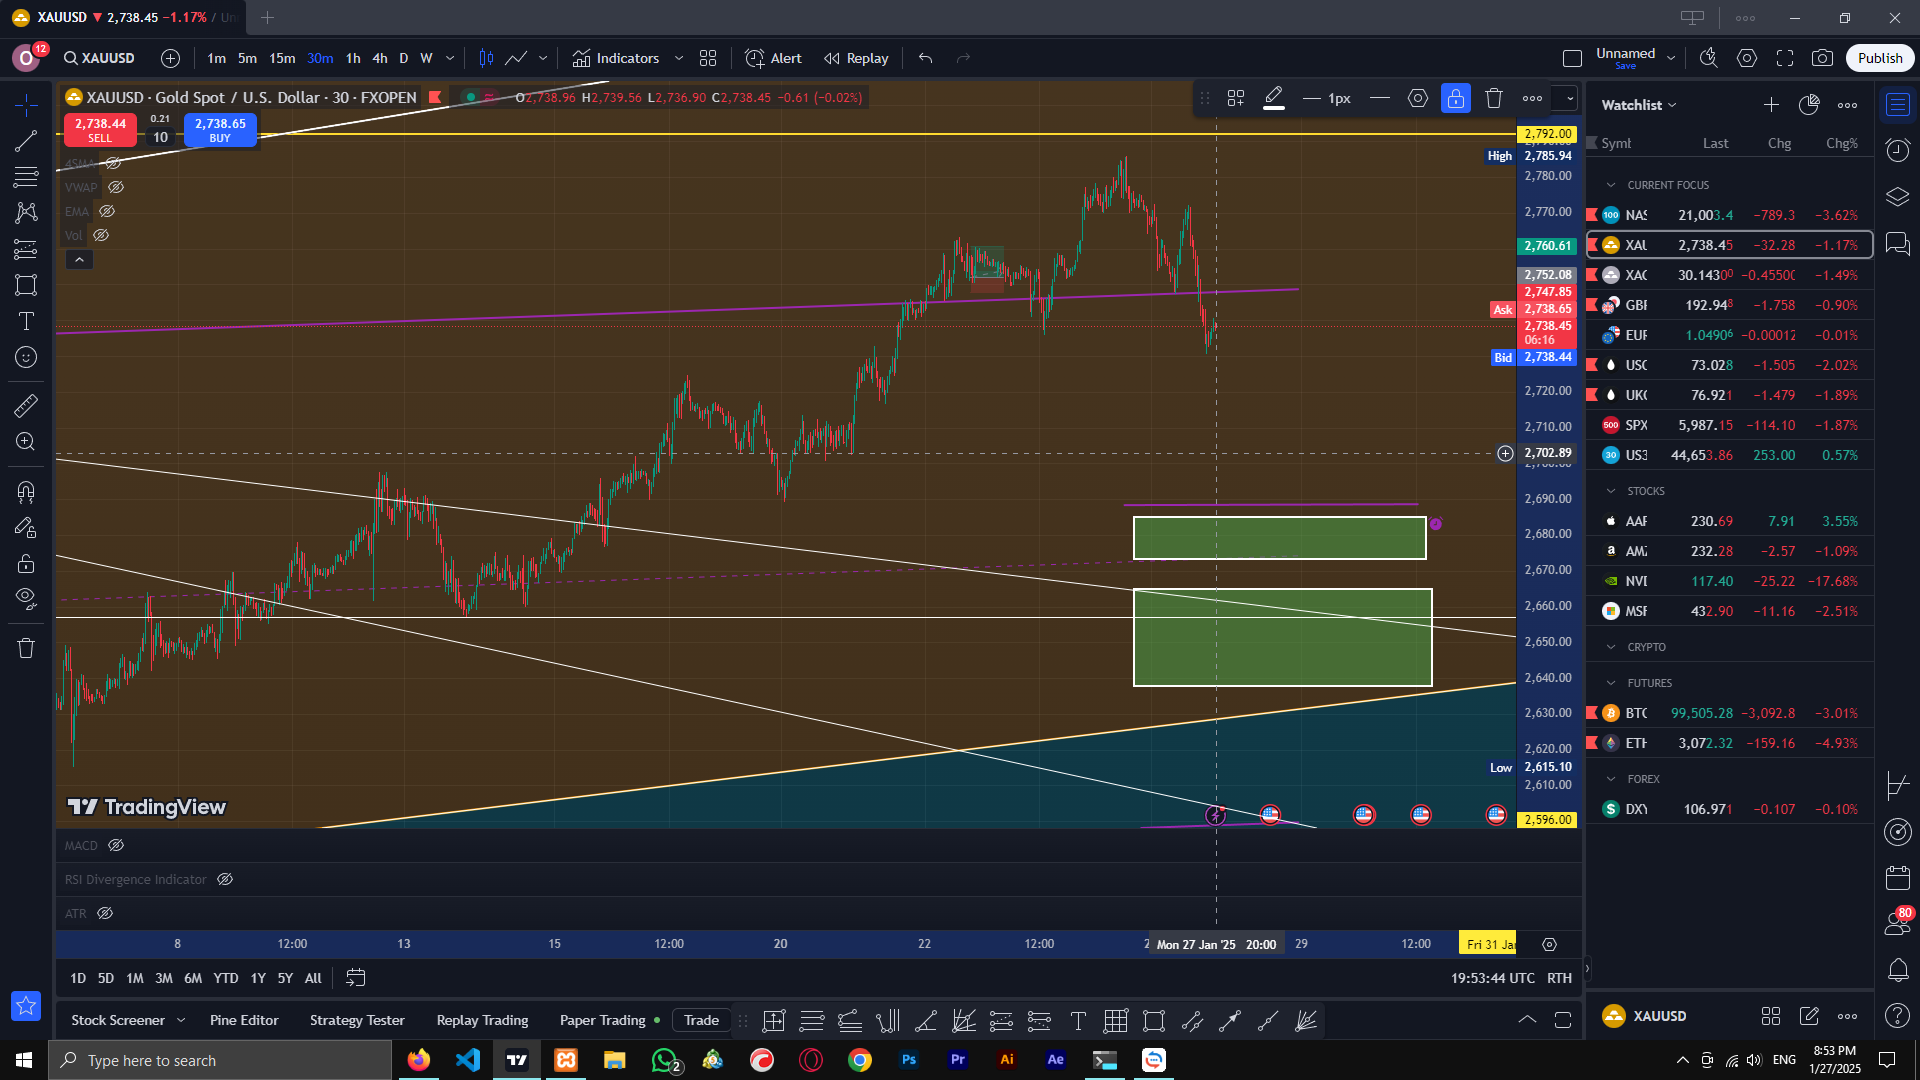 XAUUSD ▼ 2,738.45 −1.17% / Un
O 12 XAUUSD 1m 5m 15m 30m 1h 4h D W Indicators Alert Replay Unnamed Save Publish
XAUUSD · Gold Spot / U.S. Dollar · 30 · FXOPEN O2,738.96 H2,739.56 L2,736.90 C2,738.45 −0.61 (−0.02%)
1px
2,738.44 SELL 0.21 10 2,738.65 BUY
4SMA
VWAP
EMA
Vol
2,792.00
High 2,785.94
2,780.00
2,770.00
2,760.61
2,752.08
2,747.85
Ask 2,738.65
2,738.45
06:16
Bid 2,738.44
2,720.00
2,710.00
2,702.89
2,690.00
2,680.00
2,670.00
2,660.00
2,650.00
2,640.00
2,630.00
2,620.00
Low 2,615.10
2,610.00
2,596.00
TradingView
MACD
RSI Divergence Indicator
ATR
8 12:00 13 15 12:00 20 22 12:00 2 Mon 27 Jan '25 20:00 29 12:00 Fri 31 Jan
1D 5D 1M 3M 6M YTD 1Y 5Y All 19:53:44 UTC RTH
Stock Screener Pine Editor Strategy Tester Replay Trading Paper Trading Trade
Watchlist
Symt Last Chg Chg%
CURRENT FOCUS
100 NAS 21,003.4 −789.3 −3.62%
XAU 2,738.45 −32.28 −1.17%
XAG 30.1430 −0.45500 −1.49%
GBF 192.948 −1.758 −0.90%
EUF 1.04906 −0.00012 −0.01%
USO 73.028 −1.505 −2.02%
UKO 76.921 −1.479 −1.89%
500 SPX 5,987.15 −114.10 −1.87%
30 US3 44,653.86 253.00 0.57%
STOCKS
AAP 230.69 7.91 3.55%
AMZ 232.28 −2.57 −1.09%
NVI 117.40 −25.22 −17.68%
MSF 432.90 −11.16 −2.51%
CRYPTO
FUTURES
BTC 99,505.28 −3,092.8 −3.01%
ETH 3,072.32 −159.16 −4.93%
FOREX
DXY 106.971 −0.107 −0.10%
80
XAUUSD
Type here to search
2
Ps Pr Ai Ae
ENG 8:53 PM
1/27/2025